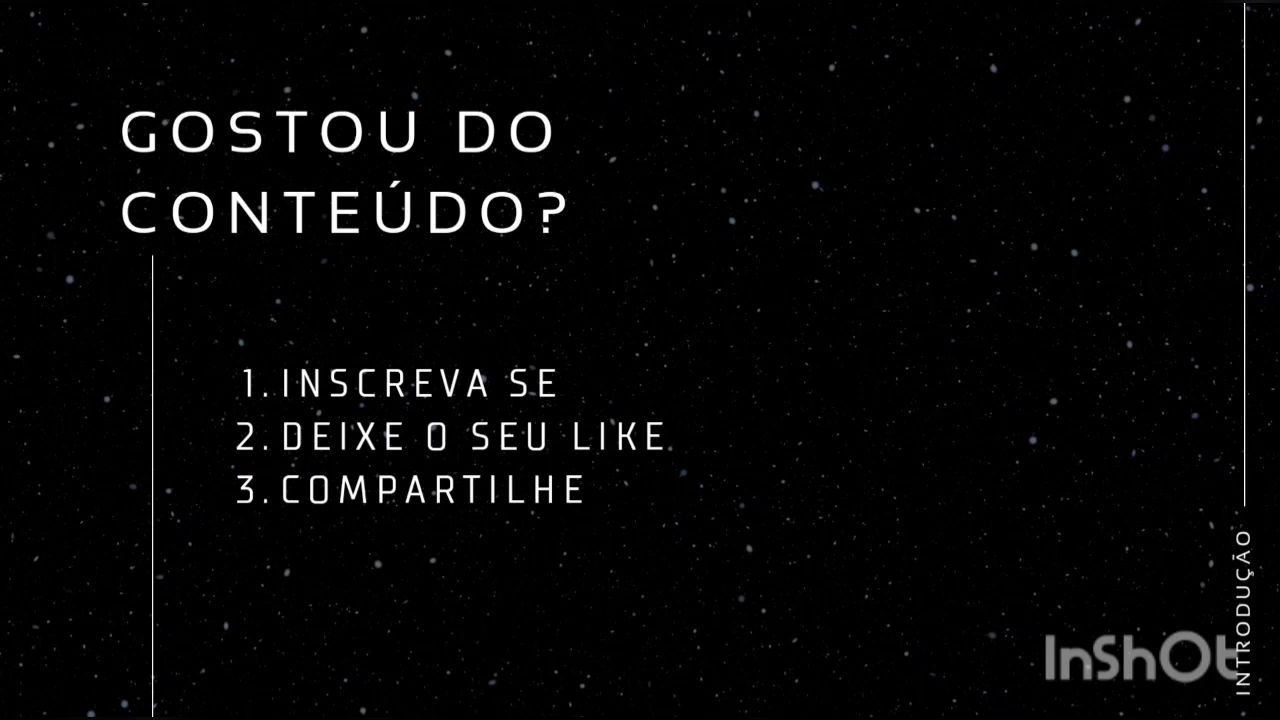 GOSTOU DO
CONTEÚDO?
1. INSCREVA SE
2. DEIXE O SEU LIKE
3. COMPARTILHE
INTRODUÇÃO
InShOt